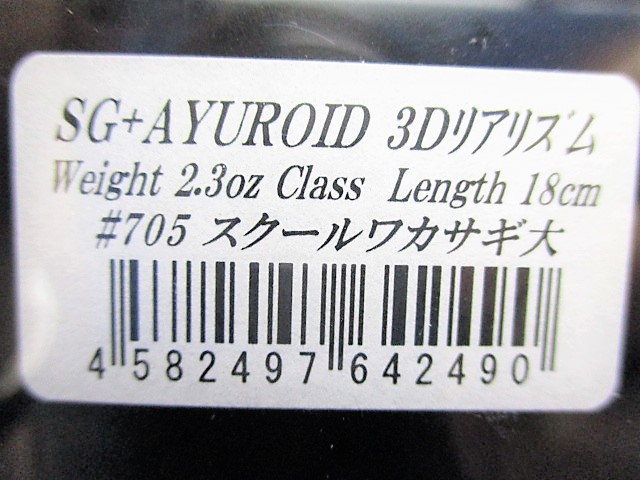 SG+AYUROID 3Dリアリズム
Weight 2.3oz Class Length 18cm
#705 スクールワカサギ大
4 582497 642490